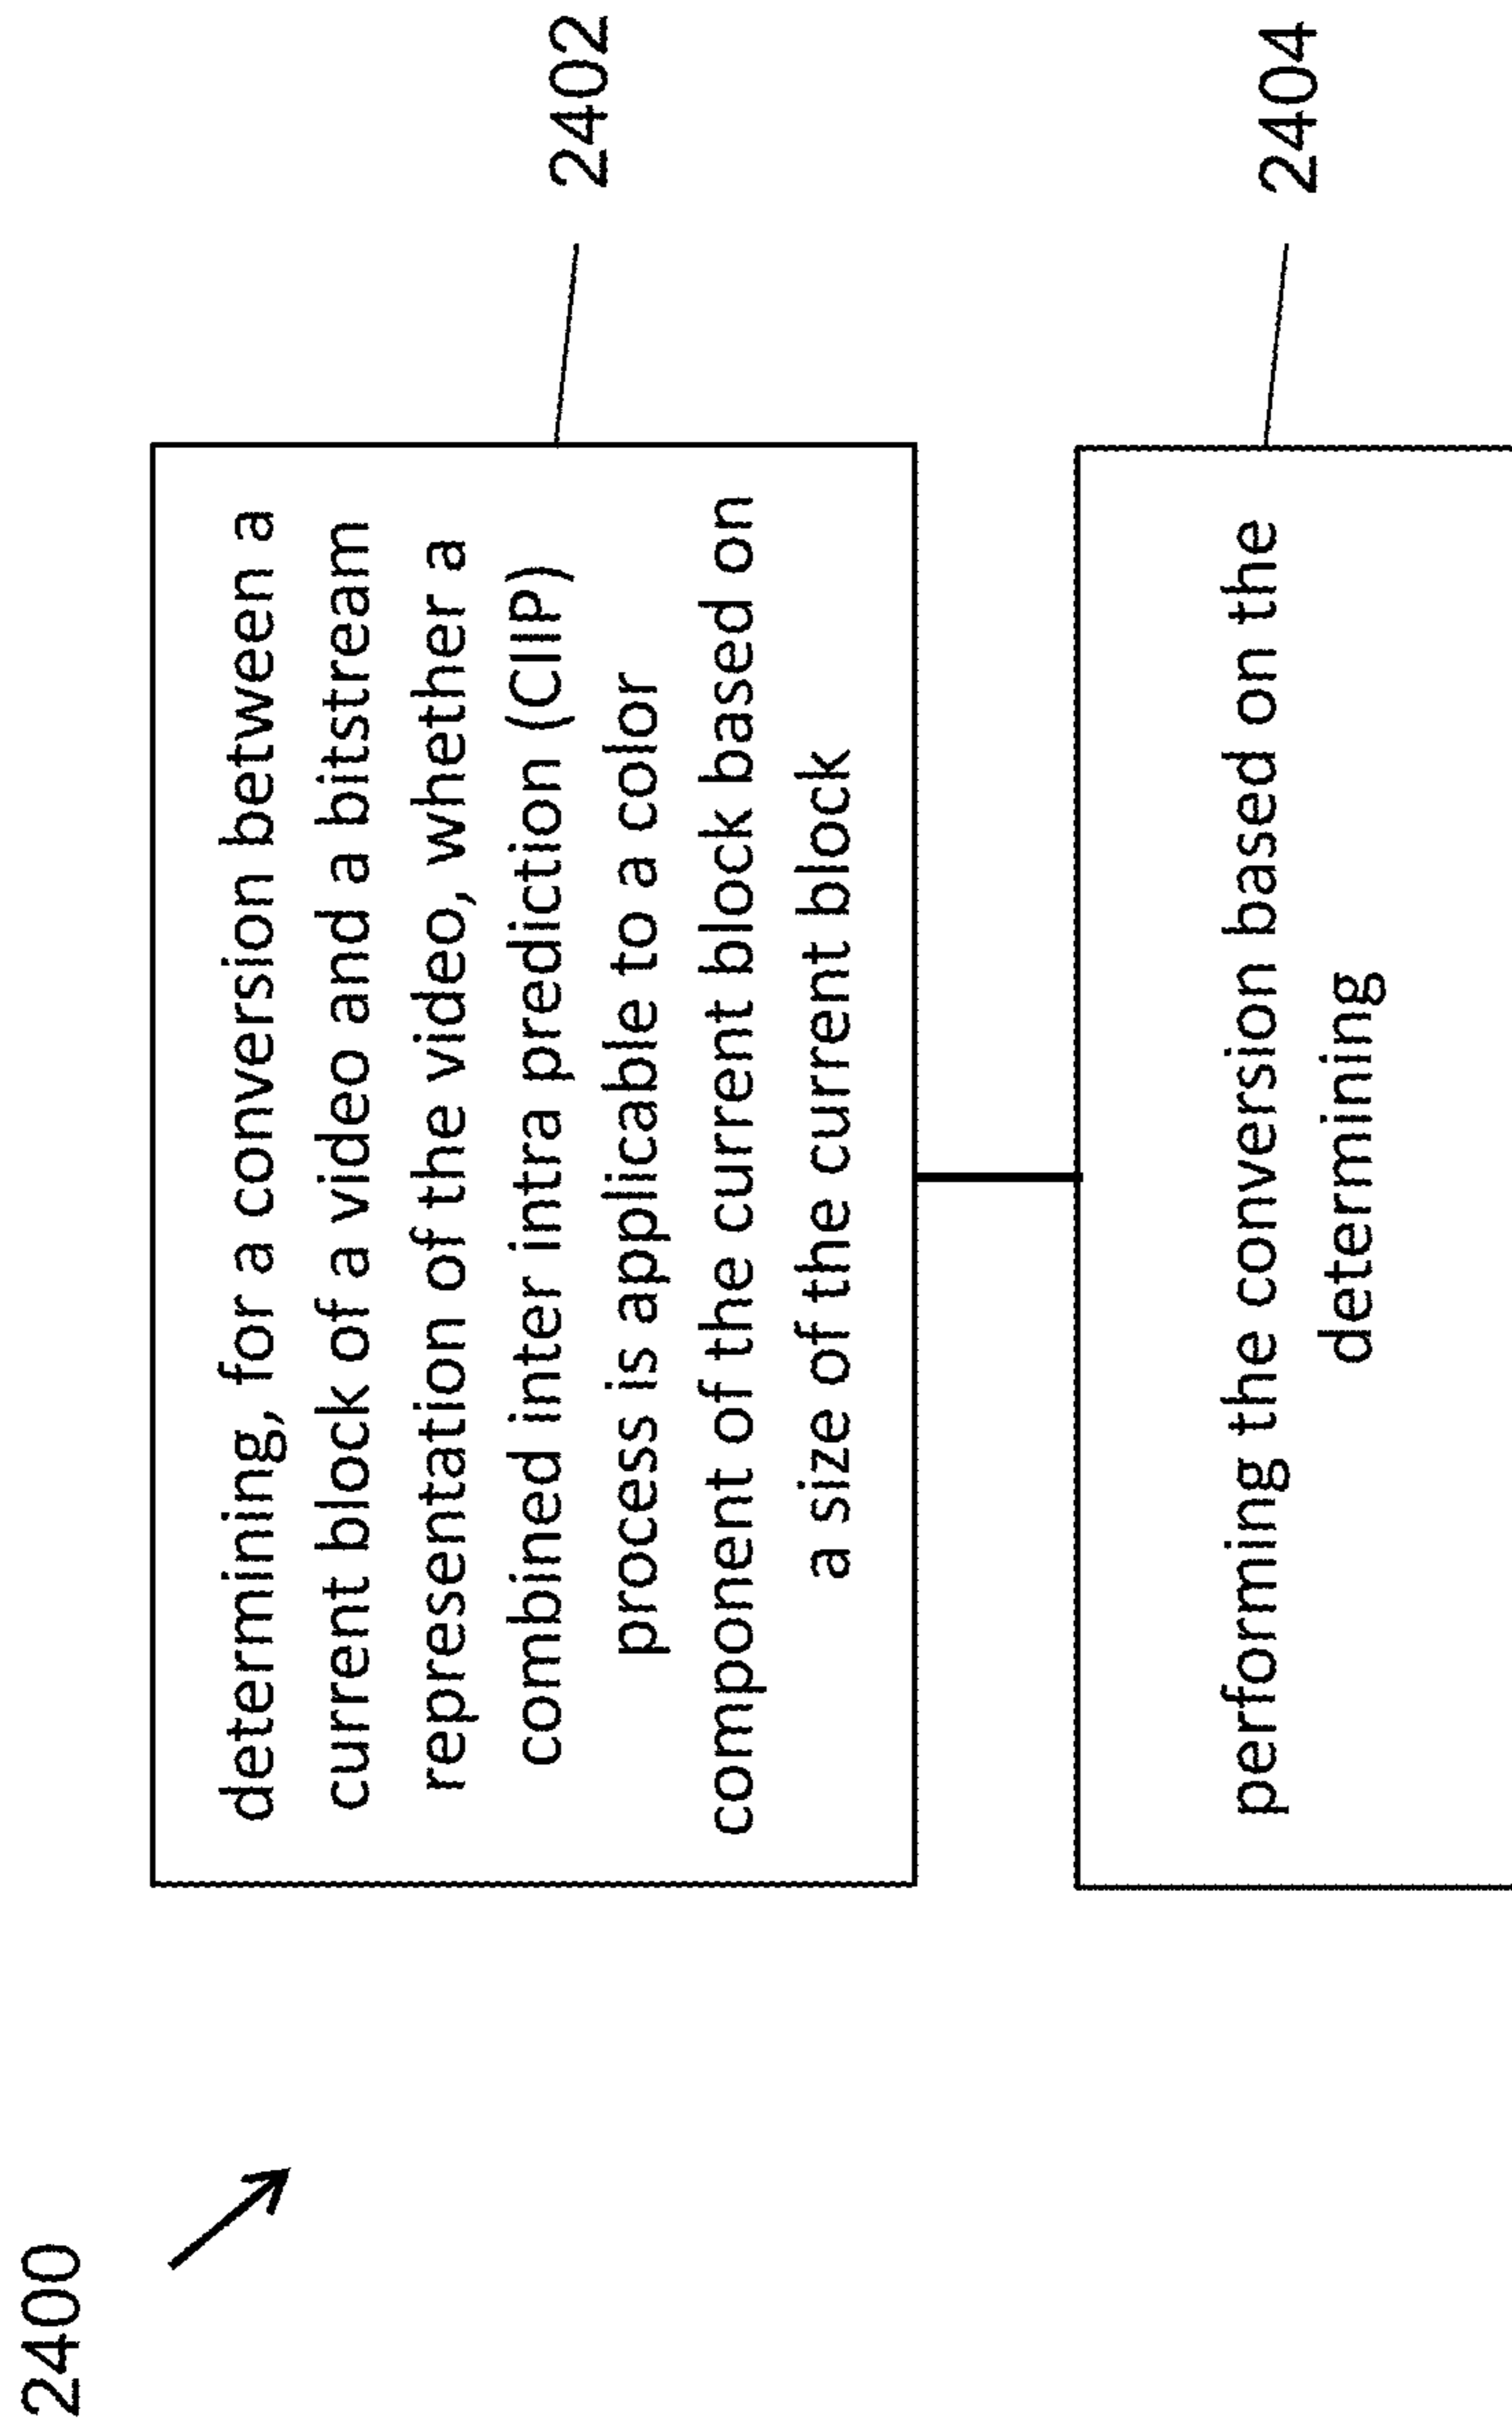 2400
determining, for a conversion between a
current block of a video and a bitstream
representation of the video, whether a
combined inter intra prediction (CIIP)
process is applicable to a color
component of the current block based on
a size of the current block
2402
performing the conversion based on the
determining
2404